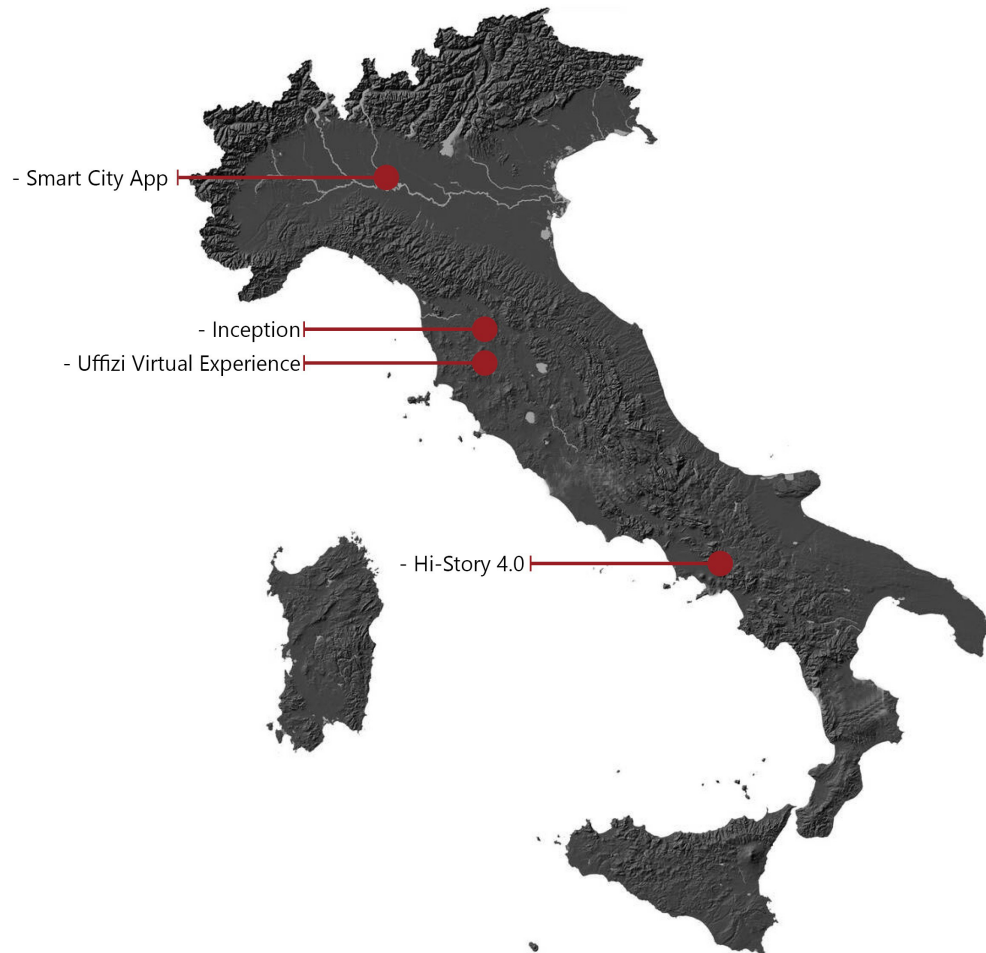 - Smart City App
- Inception
- Uffizi Virtual Experience
- Hi-Story 4.0